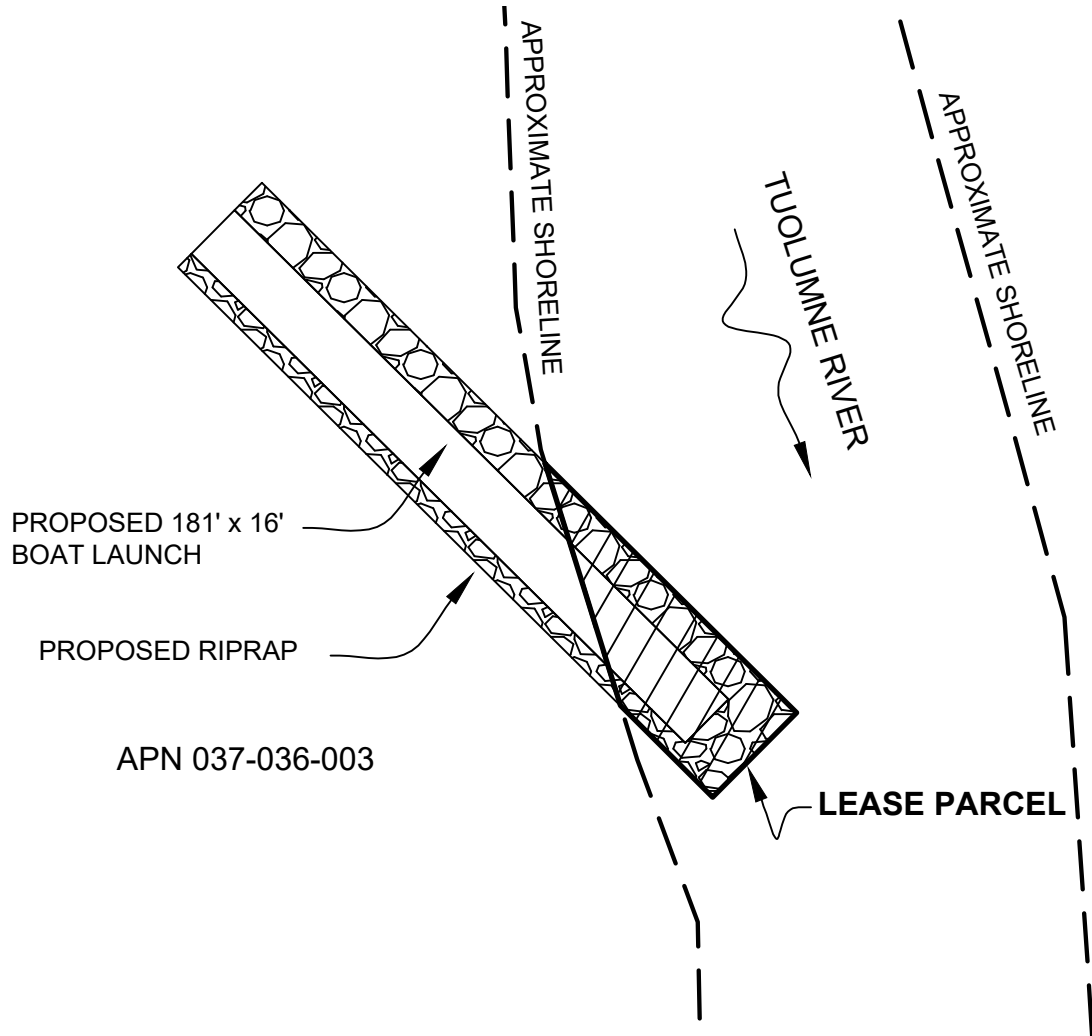 APPROXIMATE SHORELINE
APPROXIMATE SHORELINE
TUOLUMNE RIVER
PROPOSED 181' x 16'
BOAT LAUNCH
PROPOSED RIPRAP
APN 037-036-003
LEASE PARCEL